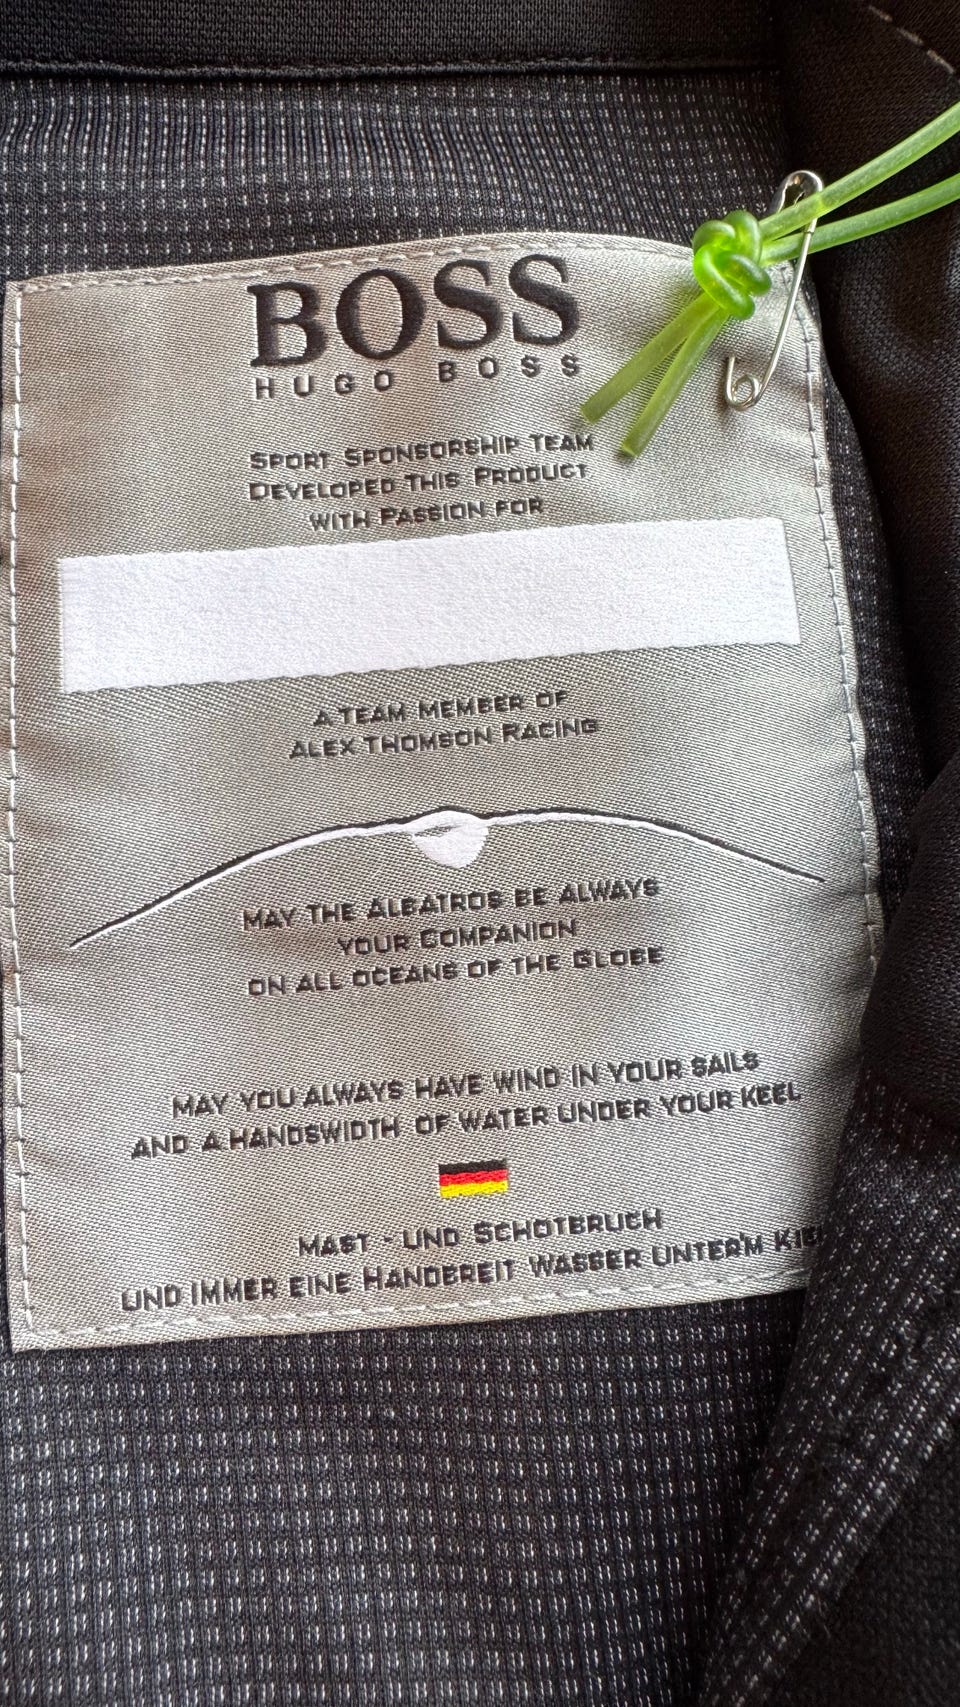 BOSS
HUGO BOSS
SPORT SPONSORSHIP TEAM
DEVELOPED THIS PRODUCT
WITH PASSION FOR
A TEAM MEMBER OF
ALEX THOMSON RACING
MAY THE ALBATROS BE ALWAYS
YOUR COMPANION
ON ALL OCEANS OF THE GLOBE
MAY YOU ALWAYS HAVE WIND IN YOUR SAILS
AND A HANDSWIDTH OF WATER UNDER YOUR KEEL
MAST - UND SCHOTBRUCH
UND IMMER EINE HANDBREIT WASSER UNTER'M